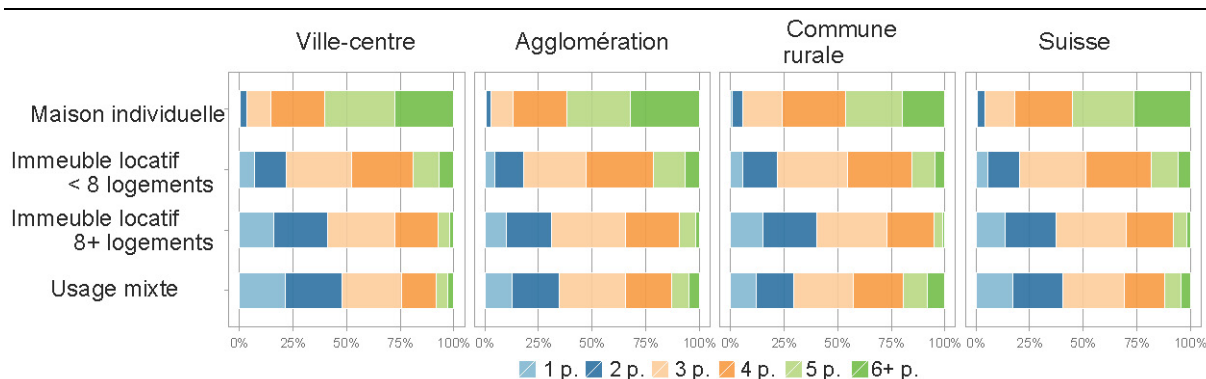 Ville-centre
Agglomération
Commune
rurale
Suisse
Maison individuelle
Immeuble locatif
< 8 logements
Immeuble locatif
8+ logements
Usage mixte
0% 25% 50% 75% 100%
0% 25% 50% 75% 100%
0% 25% 50% 75% 100%
0% 25% 50% 75% 100%
1 p. 2 p. 3 p. 4 p. 5 p. 6+ p.